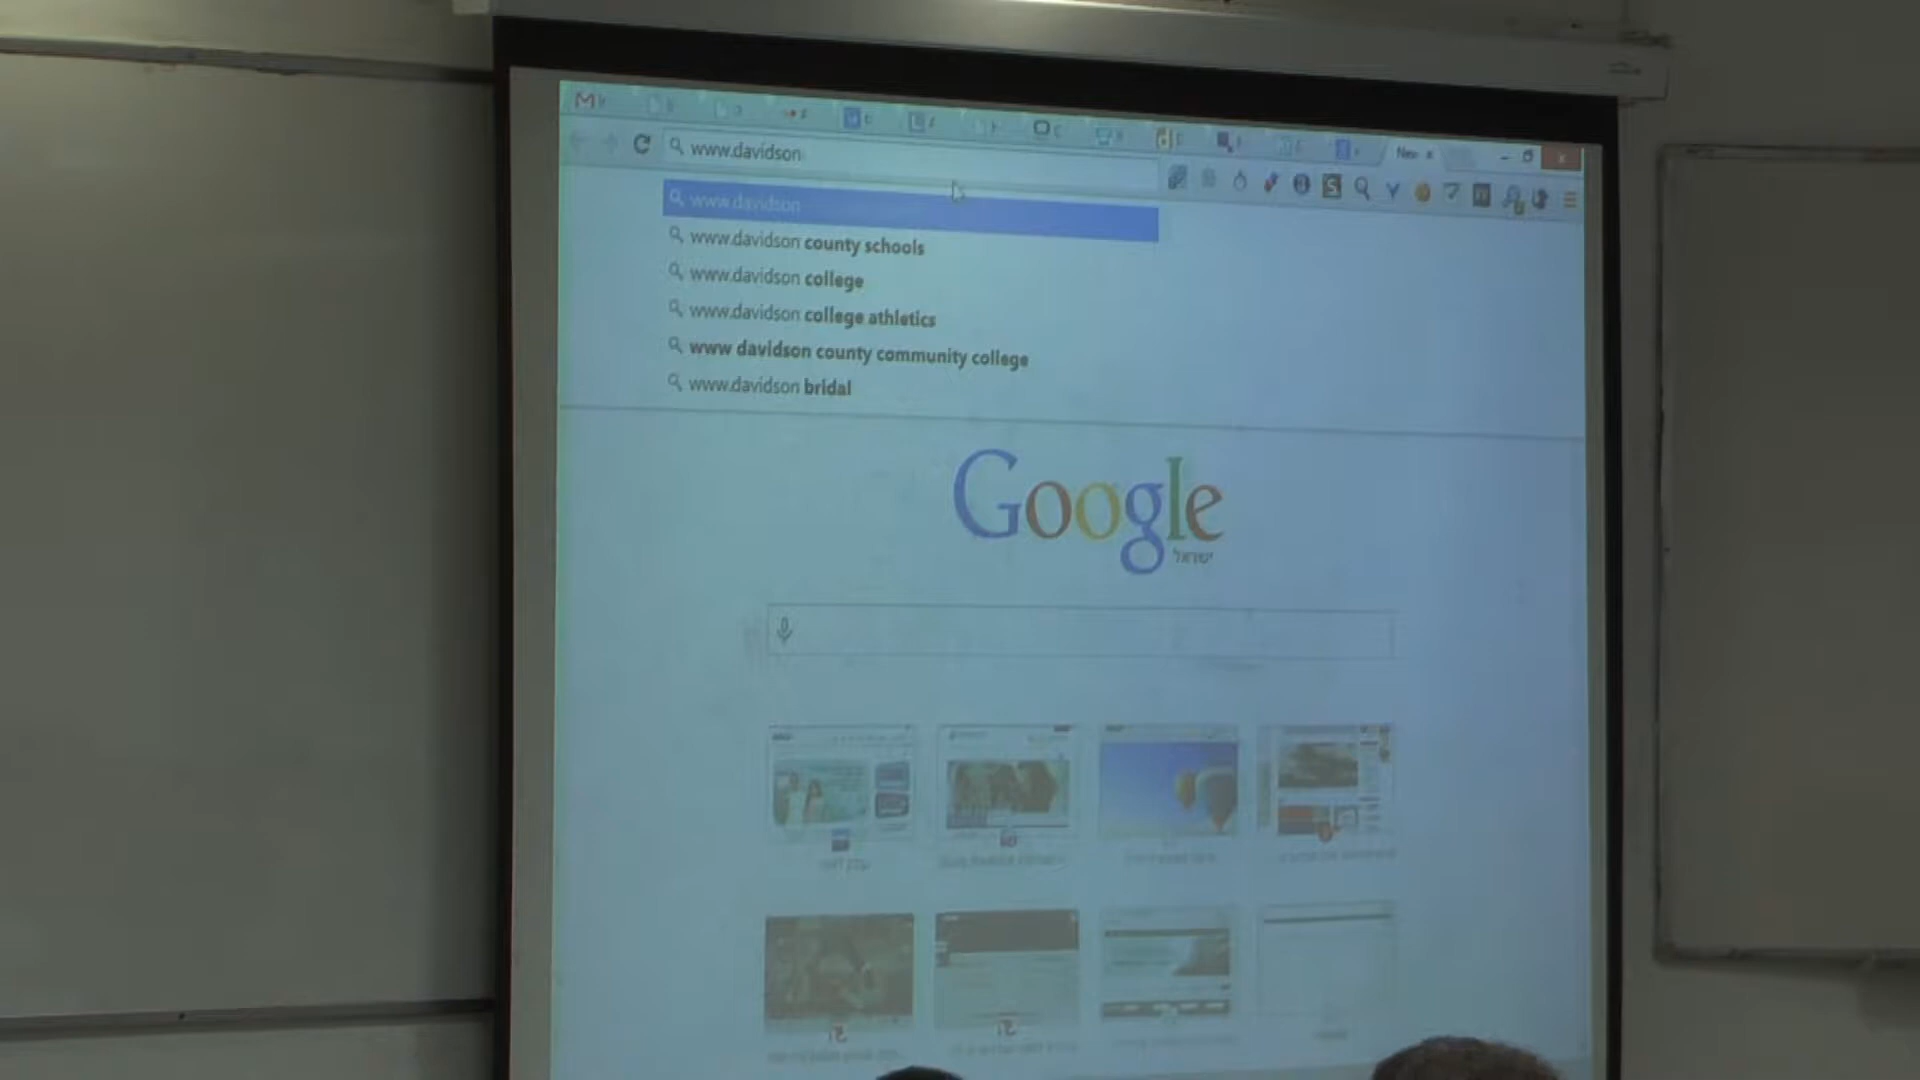 New
www.davidson
www.davidson
www.davidson county schools
www.davidson college
www.davidson college athletics
www davidson county community college
www.davidson bridal
Google
ישראל